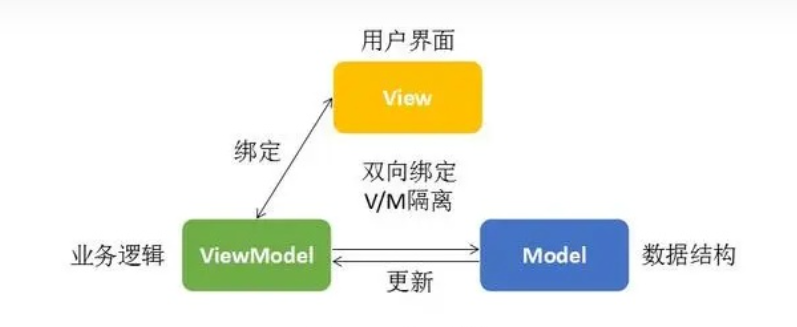 用户界面
View
绑定
双向绑定
V/M隔离
业务逻辑
ViewModel
Model
数据结构
更新